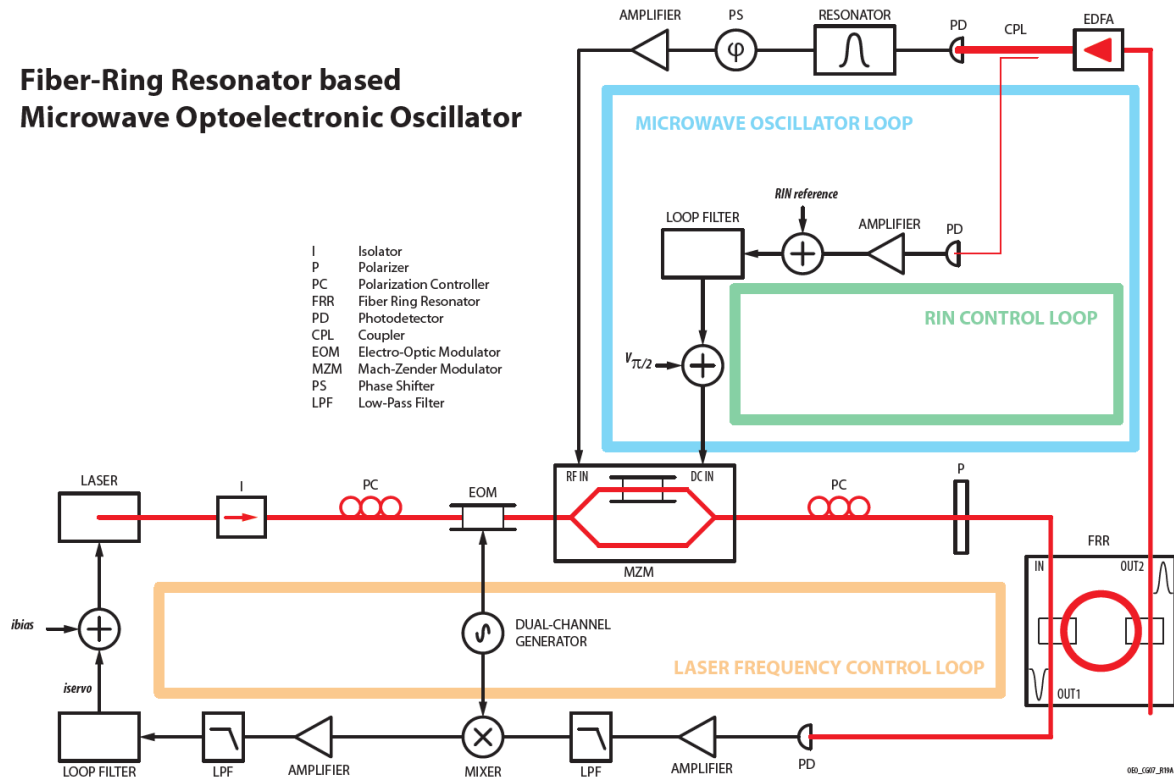 Fiber-Ring Resonator based
Microwave Optoelectronic Oscillator
AMPLIFIER
PS
RESONATOR
PD
CPL
EDFA
φ
MICROWAVE OSCILLATOR LOOP
RIN reference
LOOP FILTER
AMPLIFIER
PD
RIN CONTROL LOOP
Vπ/2
I Isolator
P Polarizer
PC Polarization Controller
FRR Fiber Ring Resonator
PD Photodetector
CPL Coupler
EOM Electro-Optic Modulator
MZM Mach-Zender Modulator
PS Phase Shifter
LPF Low-Pass Filter
LASER
I
PC
EOM
RF IN
DC IN
MZM
PC
P
FRR
IN
OUT2
OUT1
ibias
DUAL-CHANNEL
GENERATOR
LASER FREQUENCY CONTROL LOOP
iservo
LOOP FILTER
LPF
AMPLIFIER
MIXER
LPF
AMPLIFIER
PD
OEO_CG07_R19A